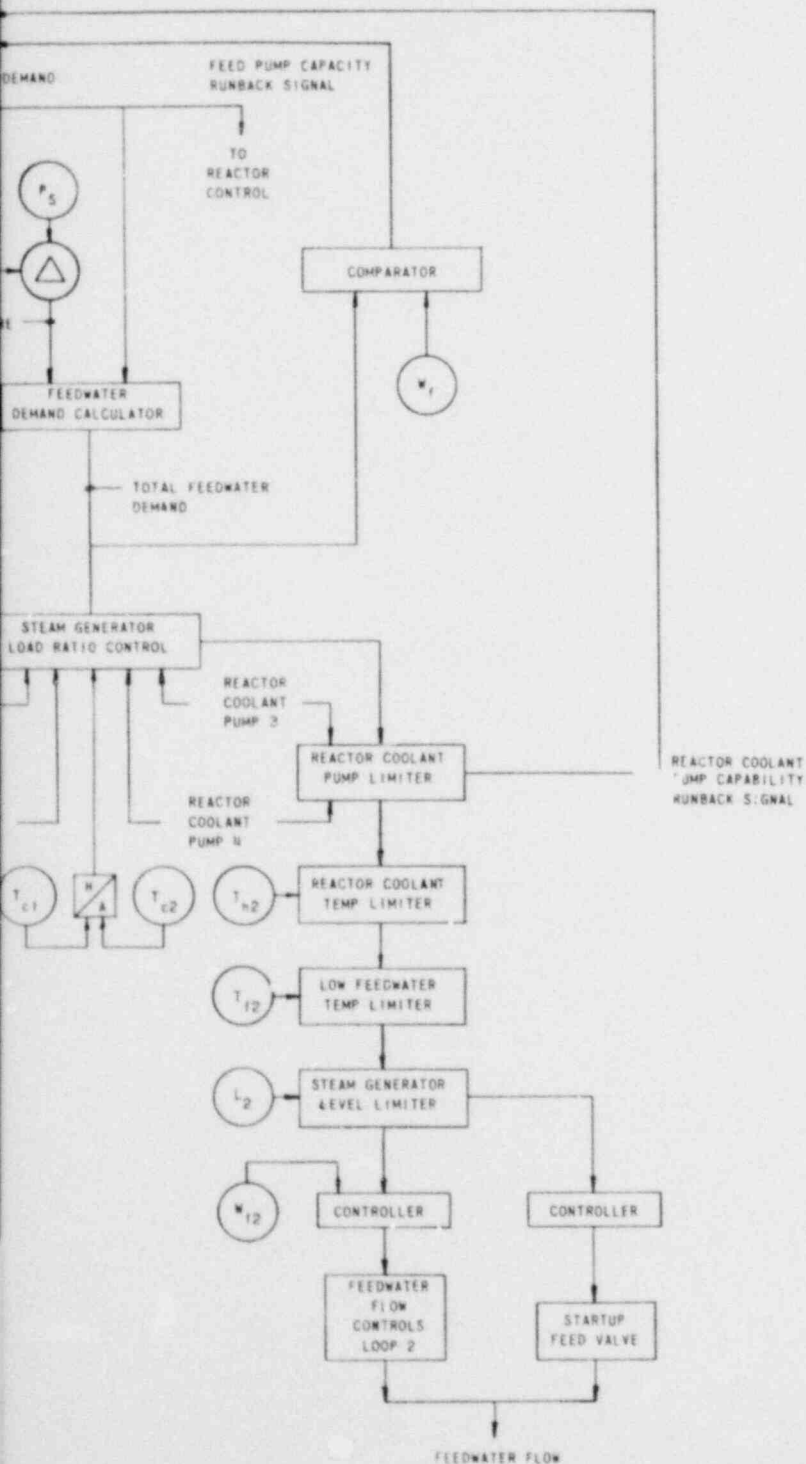 DEMAND
FEED PUMP CAPACITY
RUNBACK SIGNAL
TO
REACTOR
CONTROL
P S
Δ
COMPARATOR
RE
W f
FEEDWATER
DEMAND CALCULATOR
TOTAL FEEDWATER
DEMAND
STEAM GENERATOR
LOAD RATIO CONTROL
REACTOR
COOLANT
PUMP 3
REACTOR COOLANT
PUMP LIMITER
REACTOR COOLANT
PUMP CAPABILITY
RUNBACK SIGNAL
REACTOR
COOLANT
PUMP 4
T c1
H
A
T c2
T h2
REACTOR COOLANT
TEMP LIMITER
T f2
LOW FEEDWATER
TEMP LIMITER
L 2
STEAM GENERATOR
LEVEL LIMITER
W f2
CONTROLLER
CONTROLLER
FEEDWATER
FLOW
CONTROLS
LOOP 2
STARTUP
FEED VALVE
FEEDWATER FLOW